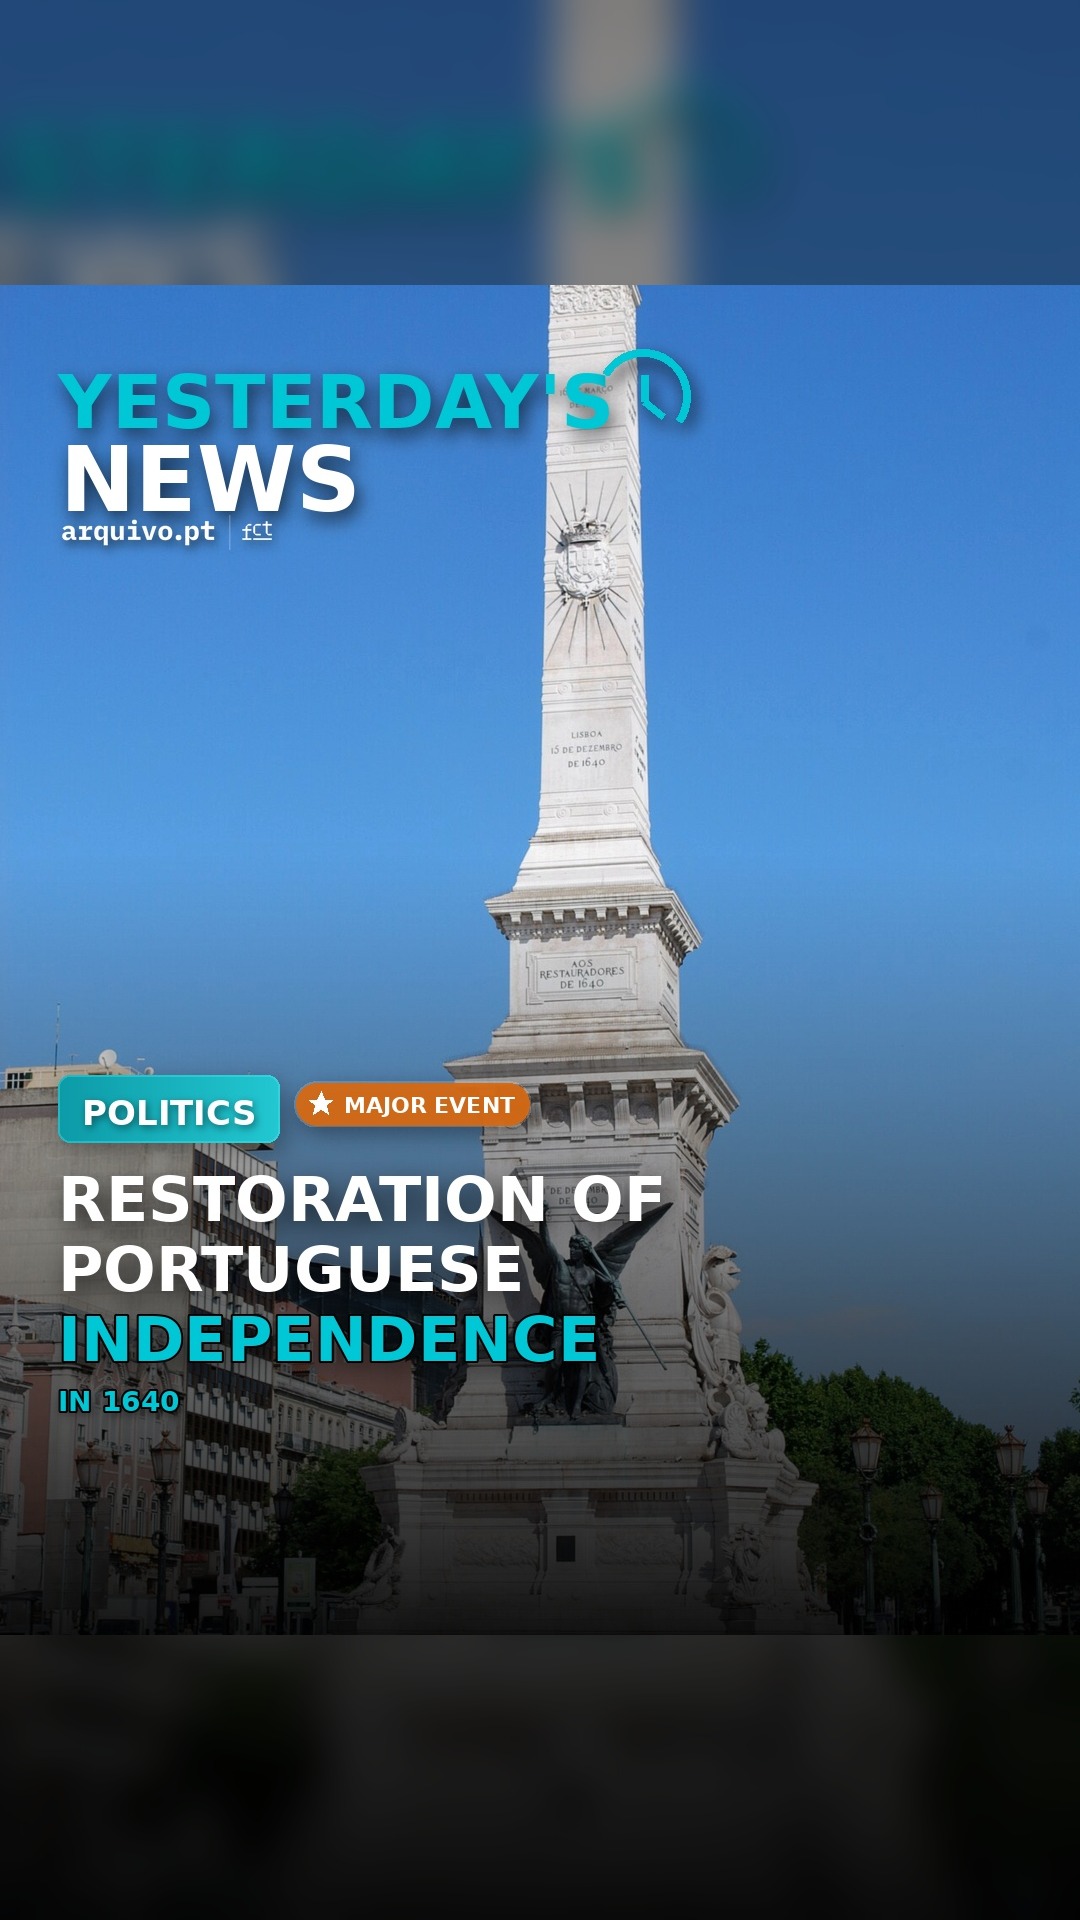 YESTERDAY'S
NEWS
arquivo.pt | fct
LISBOA
15 DE DEZEMBRO
DE 1640
AOS
RESTAURADORES
DE 1640
POLITICS
★ MAJOR EVENT
RESTORATION OF
PORTUGUESE
INDEPENDENCE
IN 1640